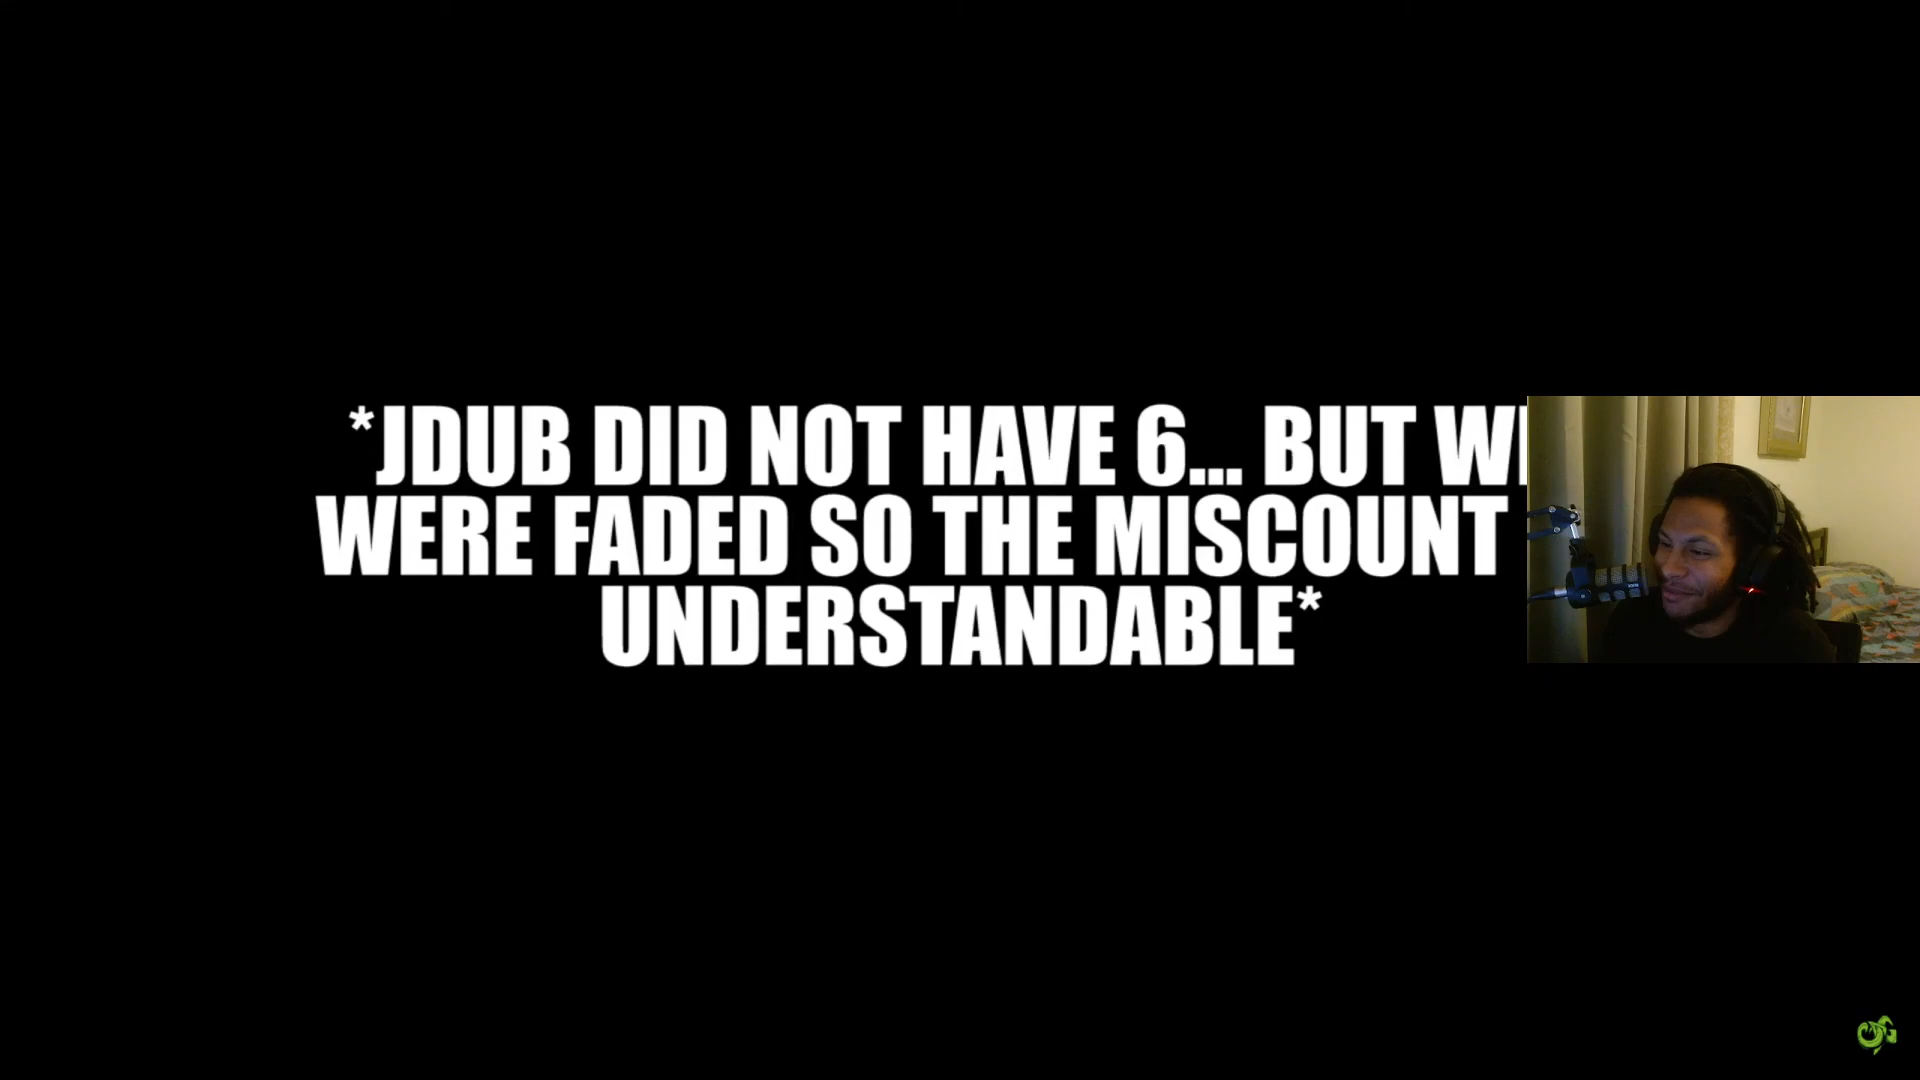 *JDUB DID NOT HAVE 6... BUT
WERE FADED SO THE MISCOUNT
UNDERSTANDABLE*